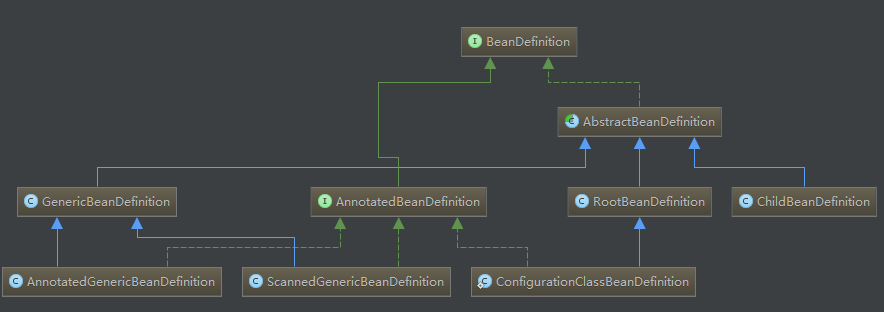 BeanDefinition
AbstractBeanDefinition
GenericBeanDefinition
AnnotatedBeanDefinition
RootBeanDefinition
ChildBeanDefinition
AnnotatedGenericBeanDefinition
ScannedGenericBeanDefinition
ConfigurationClassBeanDefinition